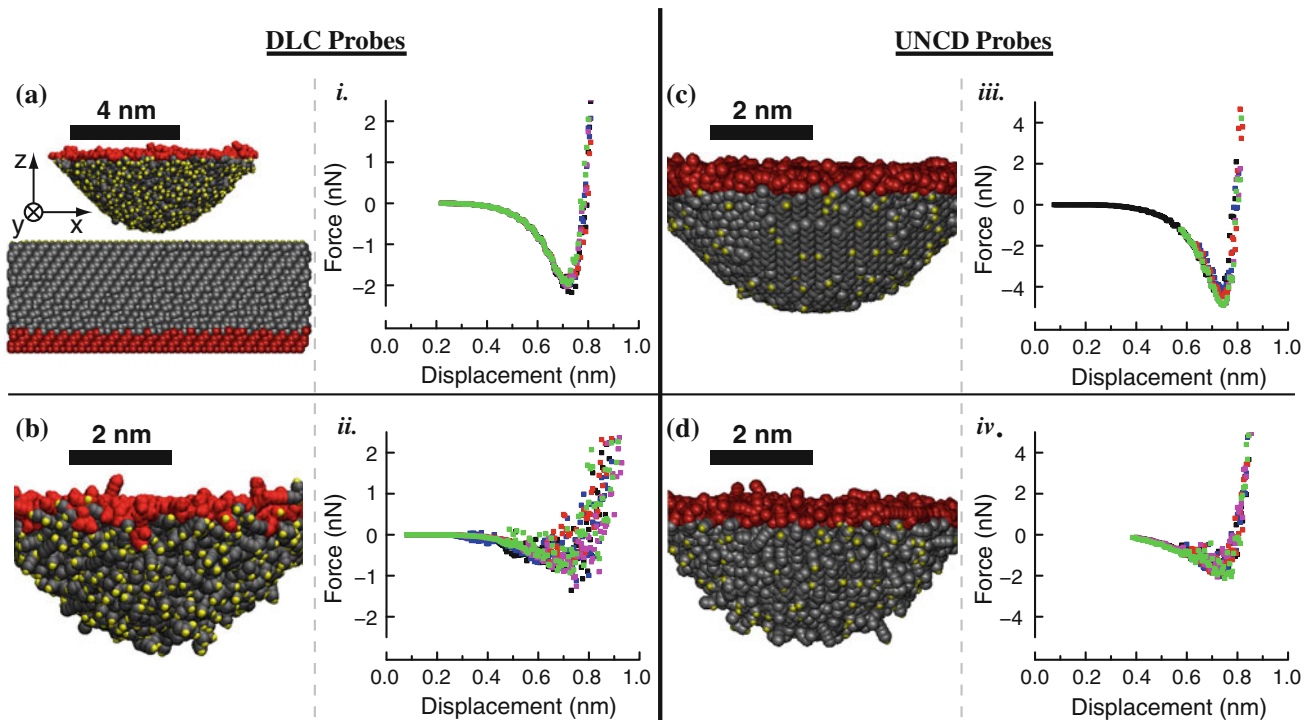 DLC Probes
UNCD Probes
(a)
4 nm
z
y
x
i.
2
1
0
−1
−2
Force (nN)
0.0 0.2 0.4 0.6 0.8 1.0
Displacement (nm)
(c)
2 nm
iii.
4
2
0
−2
−4
Force (nN)
0.0 0.2 0.4 0.6 0.8 1.0
Displacement (nm)
(b)
2 nm
ii.
2
1
0
−1
−2
Force (nN)
0.0 0.2 0.4 0.6 0.8 1.0
Displacement (nm)
(d)
2 nm
iv.
4
2
0
−2
−4
Force (nN)
0.0 0.2 0.4 0.6 0.8 1.0
Displacement (nm)